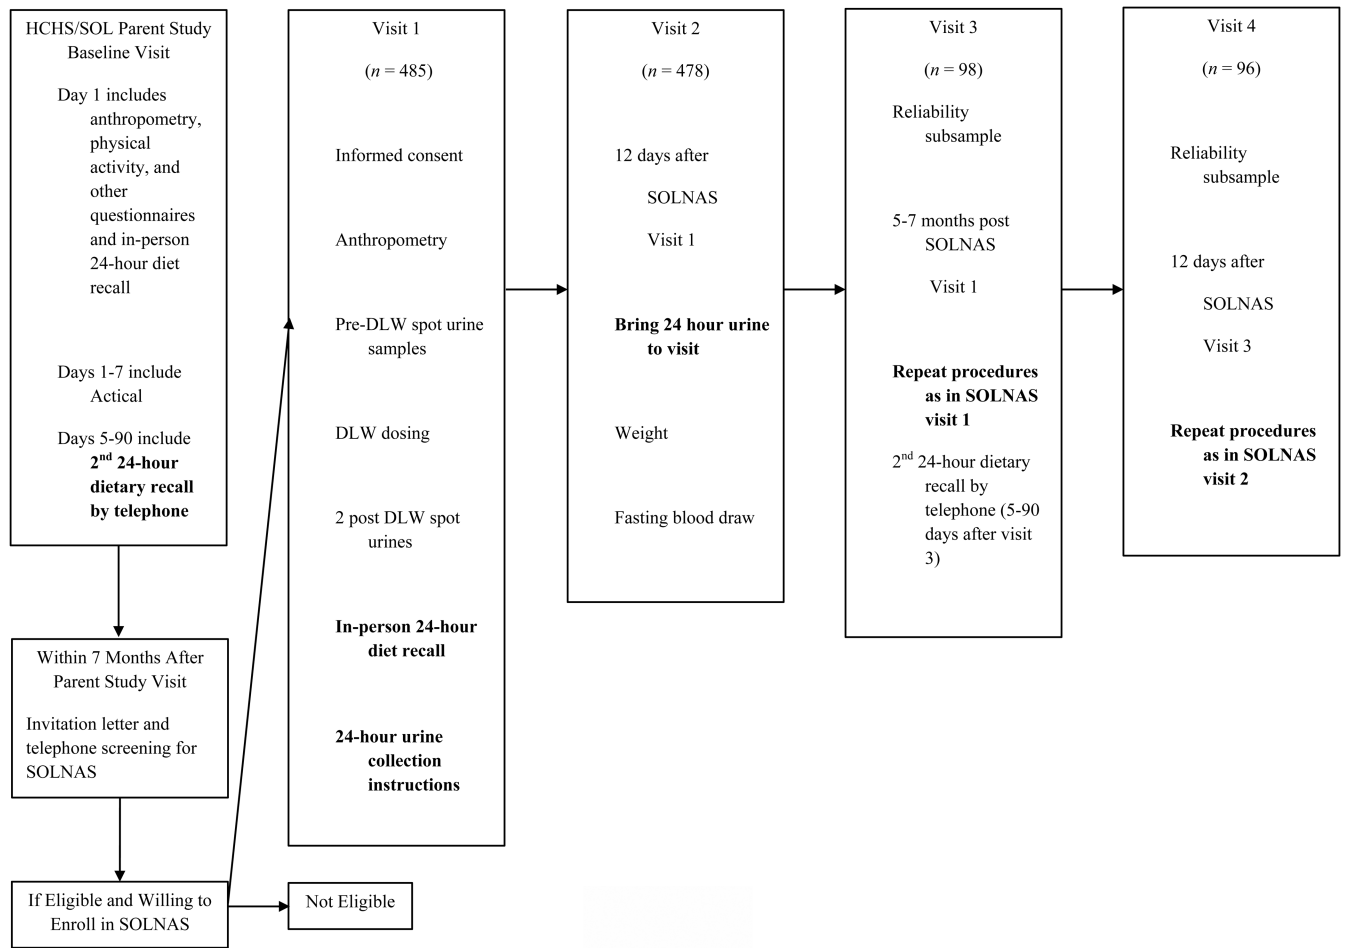 HCHS/SOL Parent Study
Baseline Visit
Day 1 includes
anthropometry,
physical
activity, and
other
questionnaires
and in-person
24-hour diet
recall
Days 1-7 include
Actical
Days 5-90 include
2nd 24-hour
dietary recall
by telephone
Within 7 Months After
Parent Study Visit
Invitation letter and
telephone screening for
SOLNAS
If Eligible and Willing to
Enroll in SOLNAS
Not Eligible
Visit 1
(n = 485)
Informed consent
Anthropometry
Pre-DLW spot urine
samples
DLW dosing
2 post DLW spot
urines
In-person 24-hour
diet recall
24-hour urine
collection
instructions
Visit 2
(n = 478)
12 days after
SOLNAS
Visit 1
Bring 24 hour urine
to visit
Weight
Fasting blood draw
Visit 3
(n = 98)
Reliability
subsample
5-7 months post
SOLNAS
Visit 1
Repeat procedures
as in SOLNAS
visit 1
2nd 24-hour dietary
recall by
telephone (5-90
days after visit
3)
Visit 4
(n = 96)
Reliability
subsample
12 days after
SOLNAS
Visit 3
Repeat procedures
as in SOLNAS
visit 2